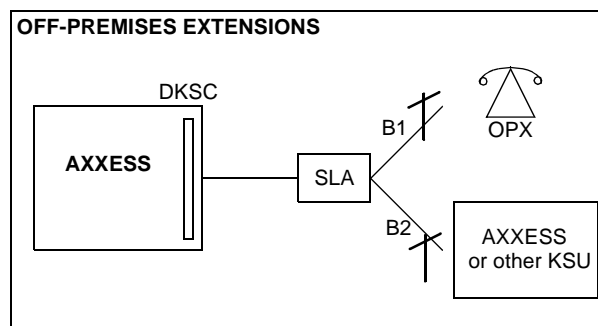 OFF-PREMISES EXTENSIONS
DKSC
AXXESS
SLA
B1
OPX
B2
AXXESS
or other KSU